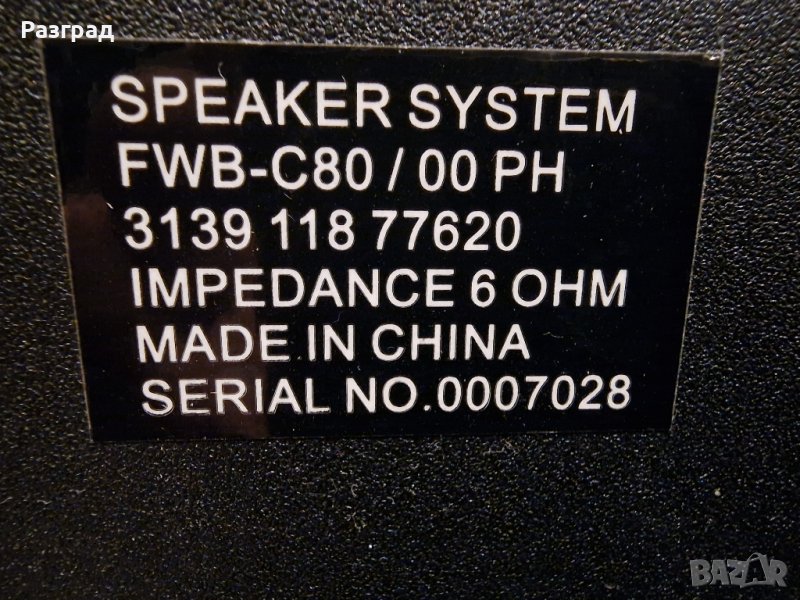 Разград
SPEAKER SYSTEM
FWB-C80 / 00 PH
3139 118 77620
IMPEDANCE 6 OHM
MADE IN CHINA
SERIAL NO.0007028
BAZAR